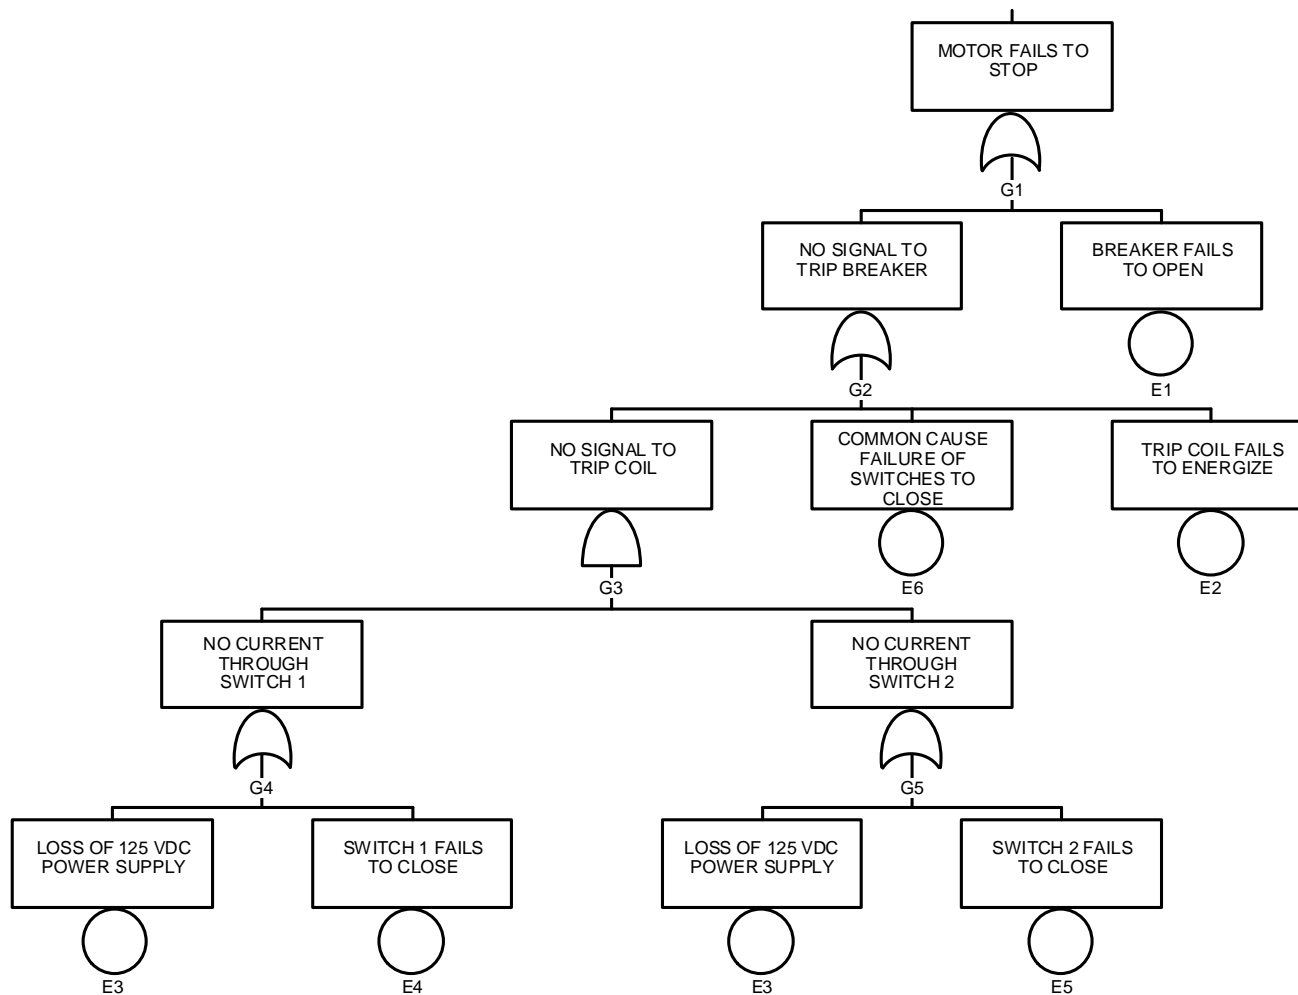 MOTOR FAILS TO
STOP
G1
NO SIGNAL TO
TRIP BREAKER
BREAKER FAILS
TO OPEN
G2
E1
NO SIGNAL TO
TRIP COIL
COMMON CAUSE
FAILURE OF
SWITCHES TO
CLOSE
TRIP COIL FAILS
TO ENERGIZE
G3
E6
E2
NO CURRENT
THROUGH
SWITCH 1
NO CURRENT
THROUGH
SWITCH 2
G4
G5
LOSS OF 125 VDC
POWER SUPPLY
SWITCH 1 FAILS
TO CLOSE
LOSS OF 125 VDC
POWER SUPPLY
SWITCH 2 FAILS
TO CLOSE
E3
E4
E3
E5